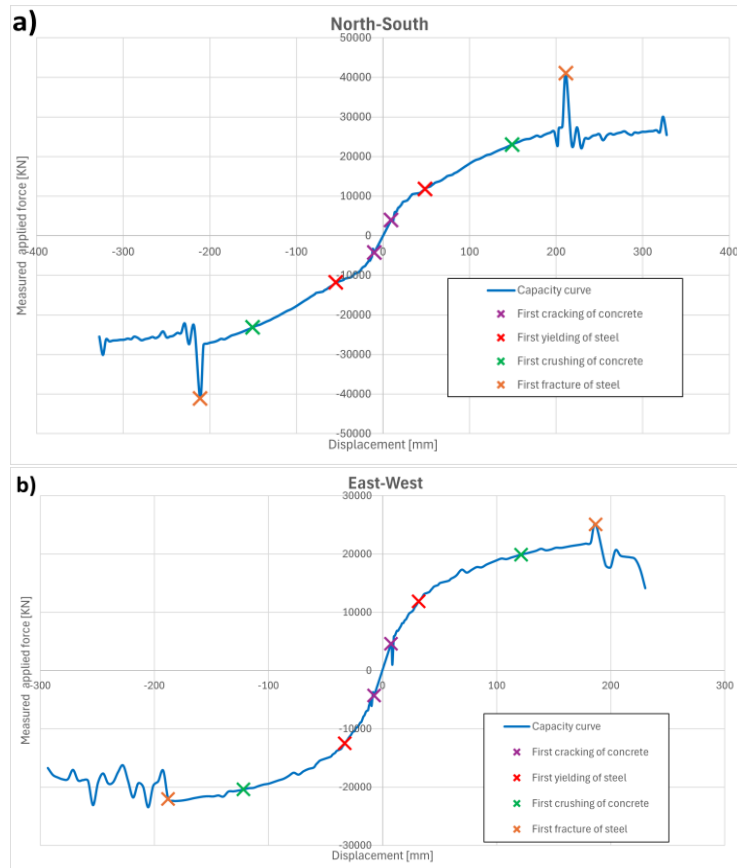 a)
North-South
50000
40000
30000
20000
10000
0
-400 -300 -200 -100 0 100 200 300 400
-10000
-20000
-30000
-40000
-50000
Measured applied force [KN]
Displacement [mm]
Capacity curve
First cracking of concrete
First yielding of steel
First crushing of concrete
First fracture of steel
b)
East-West
30000
20000
10000
0
-300 -200 -100 0 100 200 300
-10000
-20000
-30000
Measured applied force [KN]
Displacement [mm]
Capacity curve
First cracking of concrete
First yielding of steel
First crushing of concrete
First fracture of steel